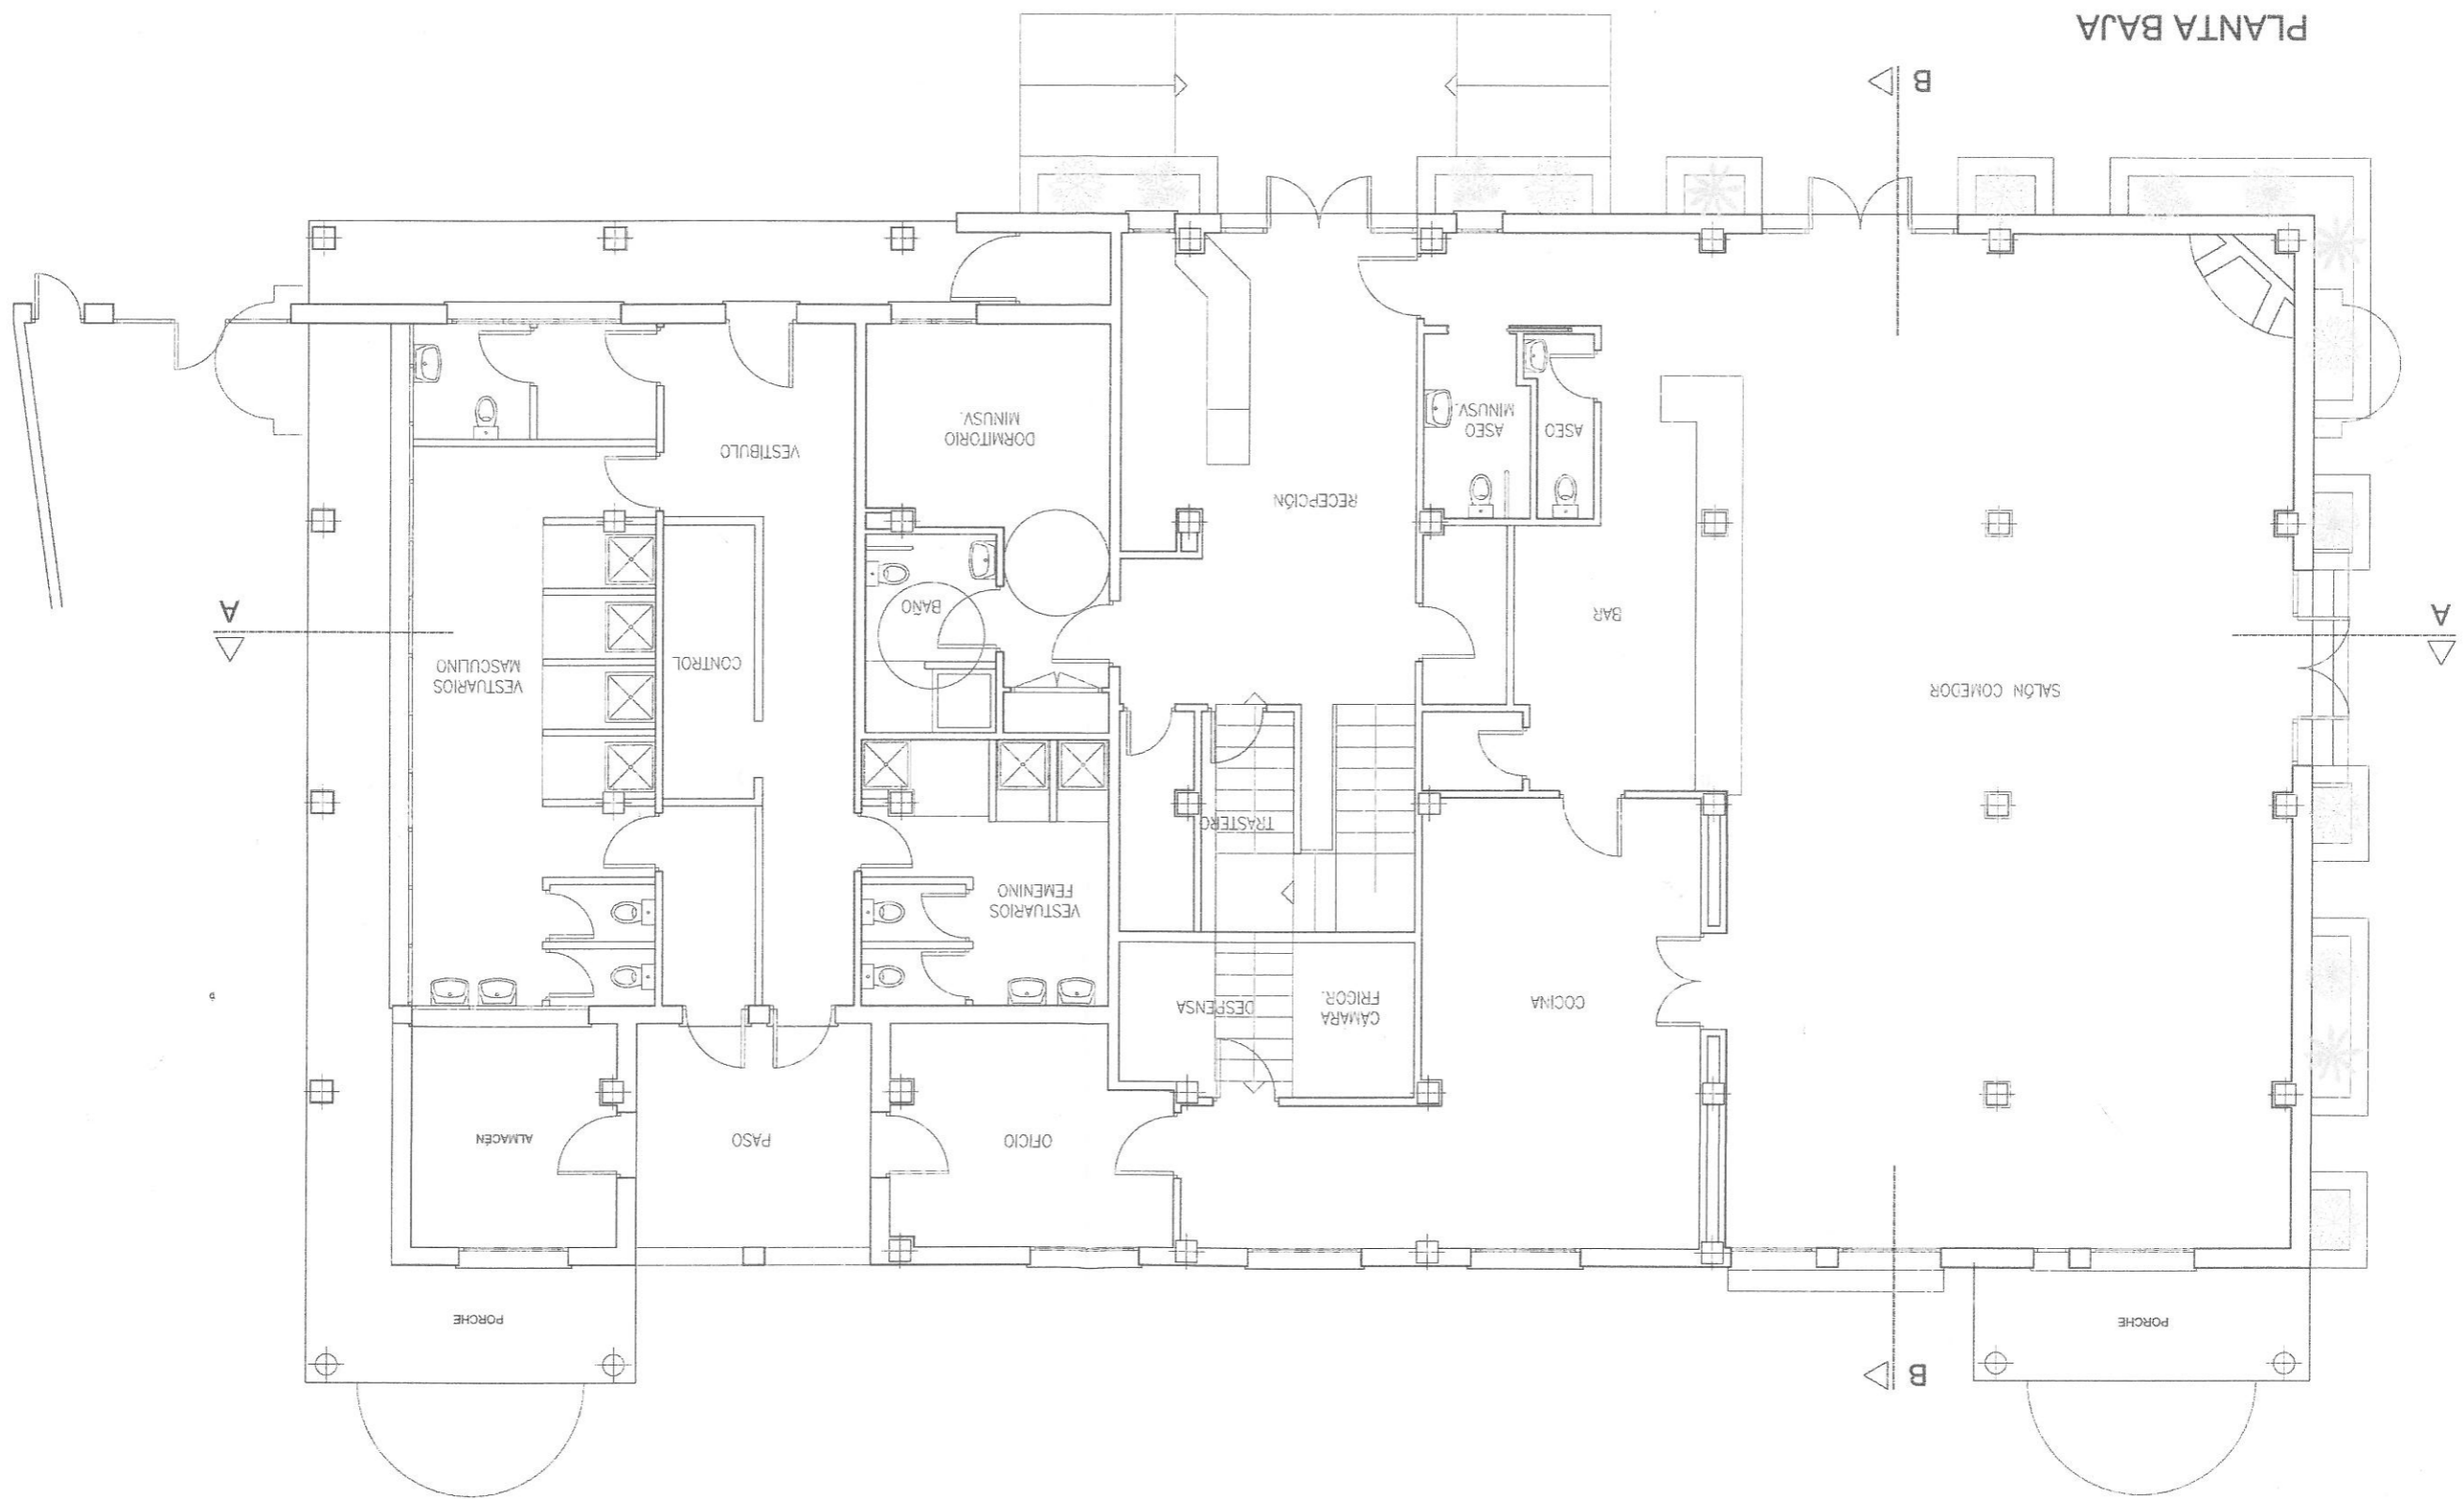 B
PORCHE
PORCHE
OFICIO
PASO
ALMACÉN
CÁMARA
FRIGOR.
DESPENSA
COCINA
VESTUARIOS
FEMENINO
TRASTERO
SALÓN COMEDOR
VESTUARIOS
MASCULINO
CONTROL
A
BAR
BAÑO
A
RECEPCIÓN
VESTÍBULO
ASEO
ASEO
MINUSV.
DORMITORIO
MINUSV.
B
PLANTA BAJA